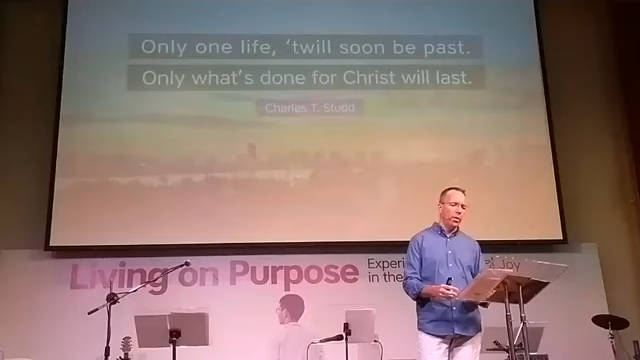 Only one life, ‘twill soon be past.
Only what's done for Christ will last.
Charles T. Studd
Living on Purpose
in the